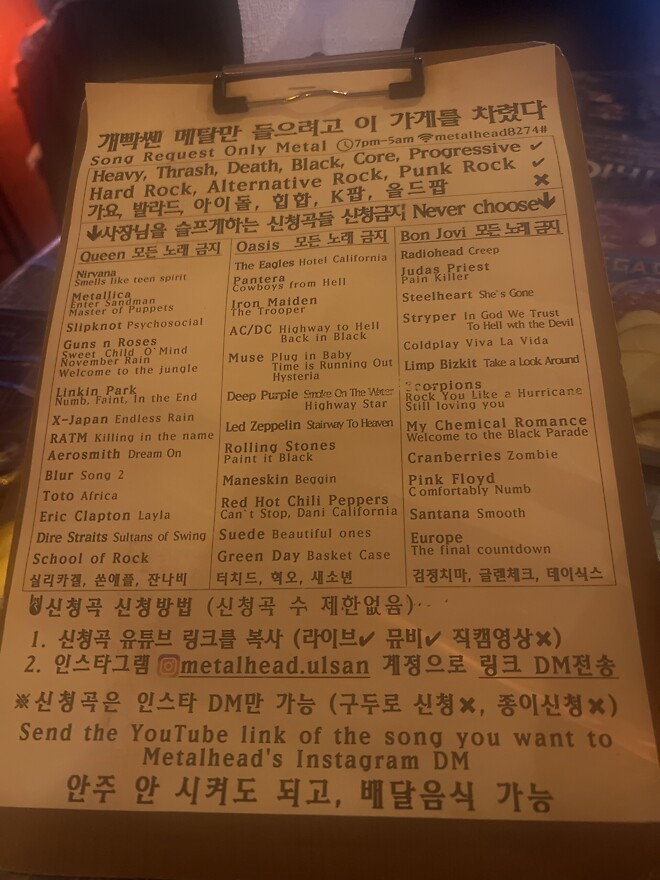 개빡쎈 메탈만 들으려고 이 가게를 차렸다
Song Request Only Metal 7pm-5am metalhead8274#
Heavy, Thrash, Death, Black, Core, Progressive ✔
Hard Rock, Alternative Rock, Punk Rock ✔
가요, 발라드, 아이돌, 힙합, K팝, 올드팝 ✖
↓사장님을 슬프게하는 신청곡들 신청금지 Never choose↓
Queen 모든 노래 금지
Nirvana
Smells like teen spirit
Metallica
Enter Sandman
Master of Puppets
Slipknot Psychosocial
Guns n Roses
Sweet Child O' Mind
November Rain
Welcome to the jungle
Linkin Park
Numb, Faint, In the End
X-Japan Endless Rain
RATM Killing in the name
Aerosmith Dream On
Blur Song 2
Toto Africa
Eric Clapton Layla
Dire Straits Sultans of Swing
School of Rock
실리카겔, 쏜애플, 잔나비
Oasis 모든 노래 금지
The Eagles Hotel California
Pantera
Cowboys from Hell
Iron Maiden
The Trooper
AC/DC Highway to Hell
Back in Black
Muse Plug in Baby
Time is Running Out
Hysteria
Deep Purple Smoke On The Water
Highway Star
Led Zeppelin Stairway To Heaven
Rolling Stones
Paint it Black
Maneskin Beggin
Red Hot Chili Peppers
Can't Stop, Dani California
Suede Beautiful ones
Green Day Basket Case
터치드, 혁오, 새소년
Bon Jovi 모든 노래 금지
Radiohead Creep
Judas Priest
Pain Killer
Steelheart She's Gone
Stryper In God We Trust
To Hell wth the Devil
Coldplay Viva La Vida
Limp Bizkit Take a Look Around
Scorpions
Rock You Like a Hurricane
Still loving you
My Chemical Romance
Welcome to the Black Parade
Cranberries Zombie
Pink Floyd
Comfortably Numb
Santana Smooth
Europe
The final countdown
검정치마, 글렌체크, 데이식스
🤘신청곡 신청방법 (신청곡 수 제한없음)
1. 신청곡 유튜브 링크를 복사 (라이브✔ 뮤비✔ 직캠영상✖)
2. 인스타그램 metalhead.ulsan 계정으로 링크 DM전송
※신청곡은 인스타 DM만 가능 (구두로 신청✖, 종이신청✖)
Send the YouTube link of the song you want to
Metalhead's Instagram DM
안주 안 시켜도 되고, 배달음식 가능